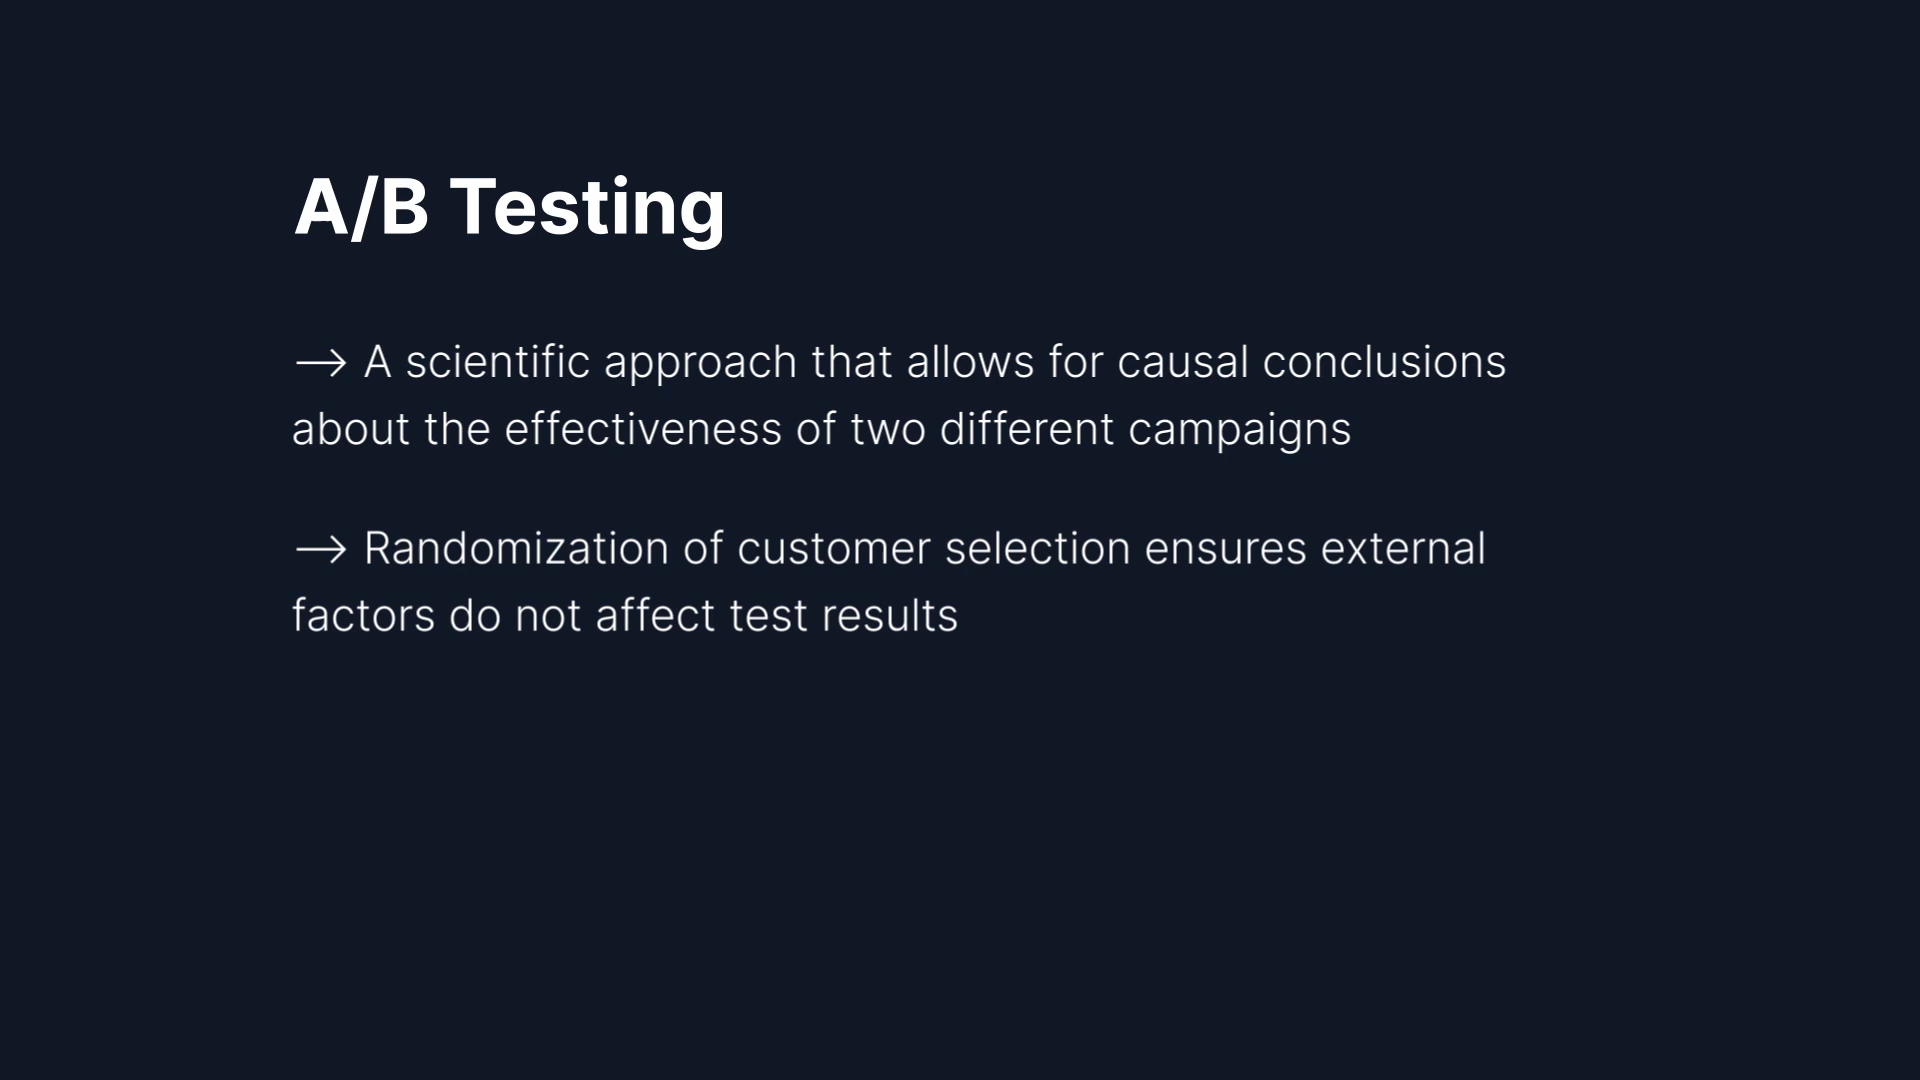 A/B Testing
→ A scientific approach that allows for causal conclusions
about the effectiveness of two different campaigns
→ Randomization of customer selection ensures external
factors do not affect test results